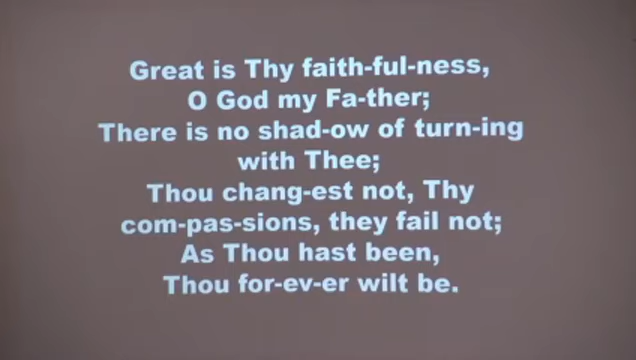 Great is Thy faith-ful-ness,
O God my Fa-ther;
There is no shad-ow of turn-ing
with Thee;
Thou chang-est not, Thy
com-pas-sions, they fail not;
As Thou hast been,
Thou for-ev-er wilt be.